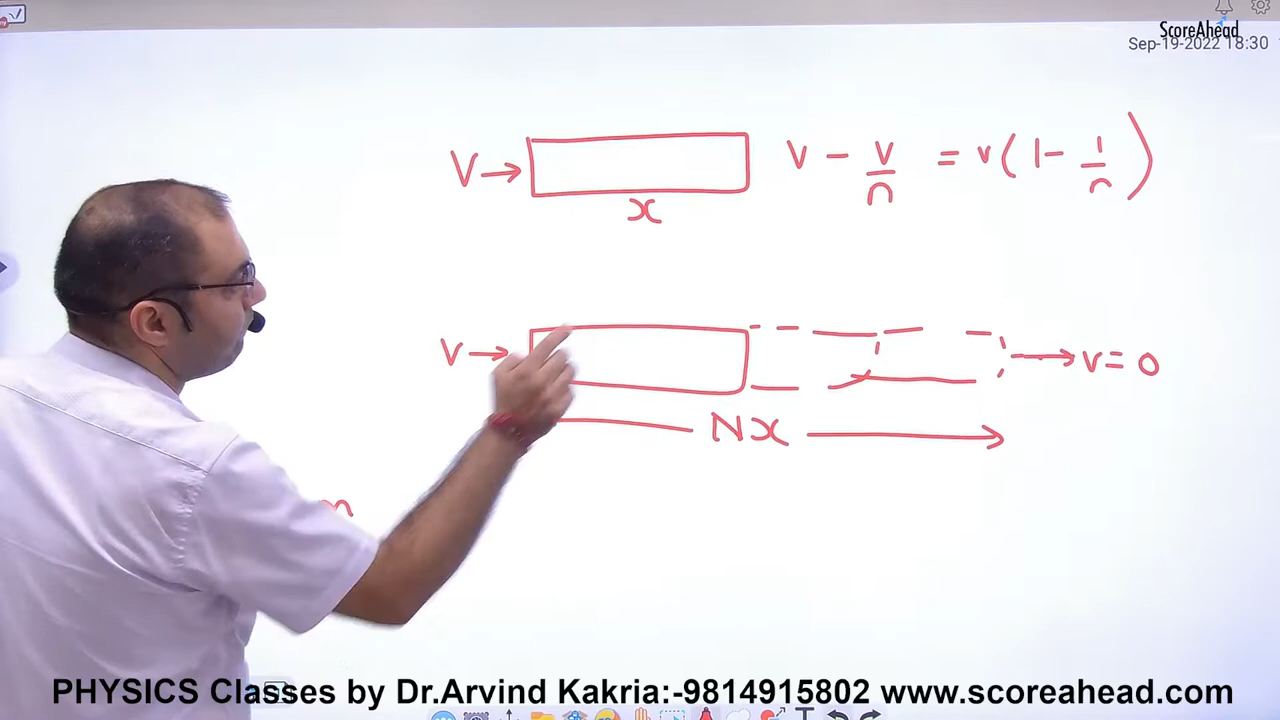 ScoreAhead
Sep-19-2022 18:30
V → x V - V/n = v(1 - 1/n)
V → → v = 0
Nx
n
PHYSICS Classes by Dr.Arvind Kakria:-9814915802 www.scoreahead.com